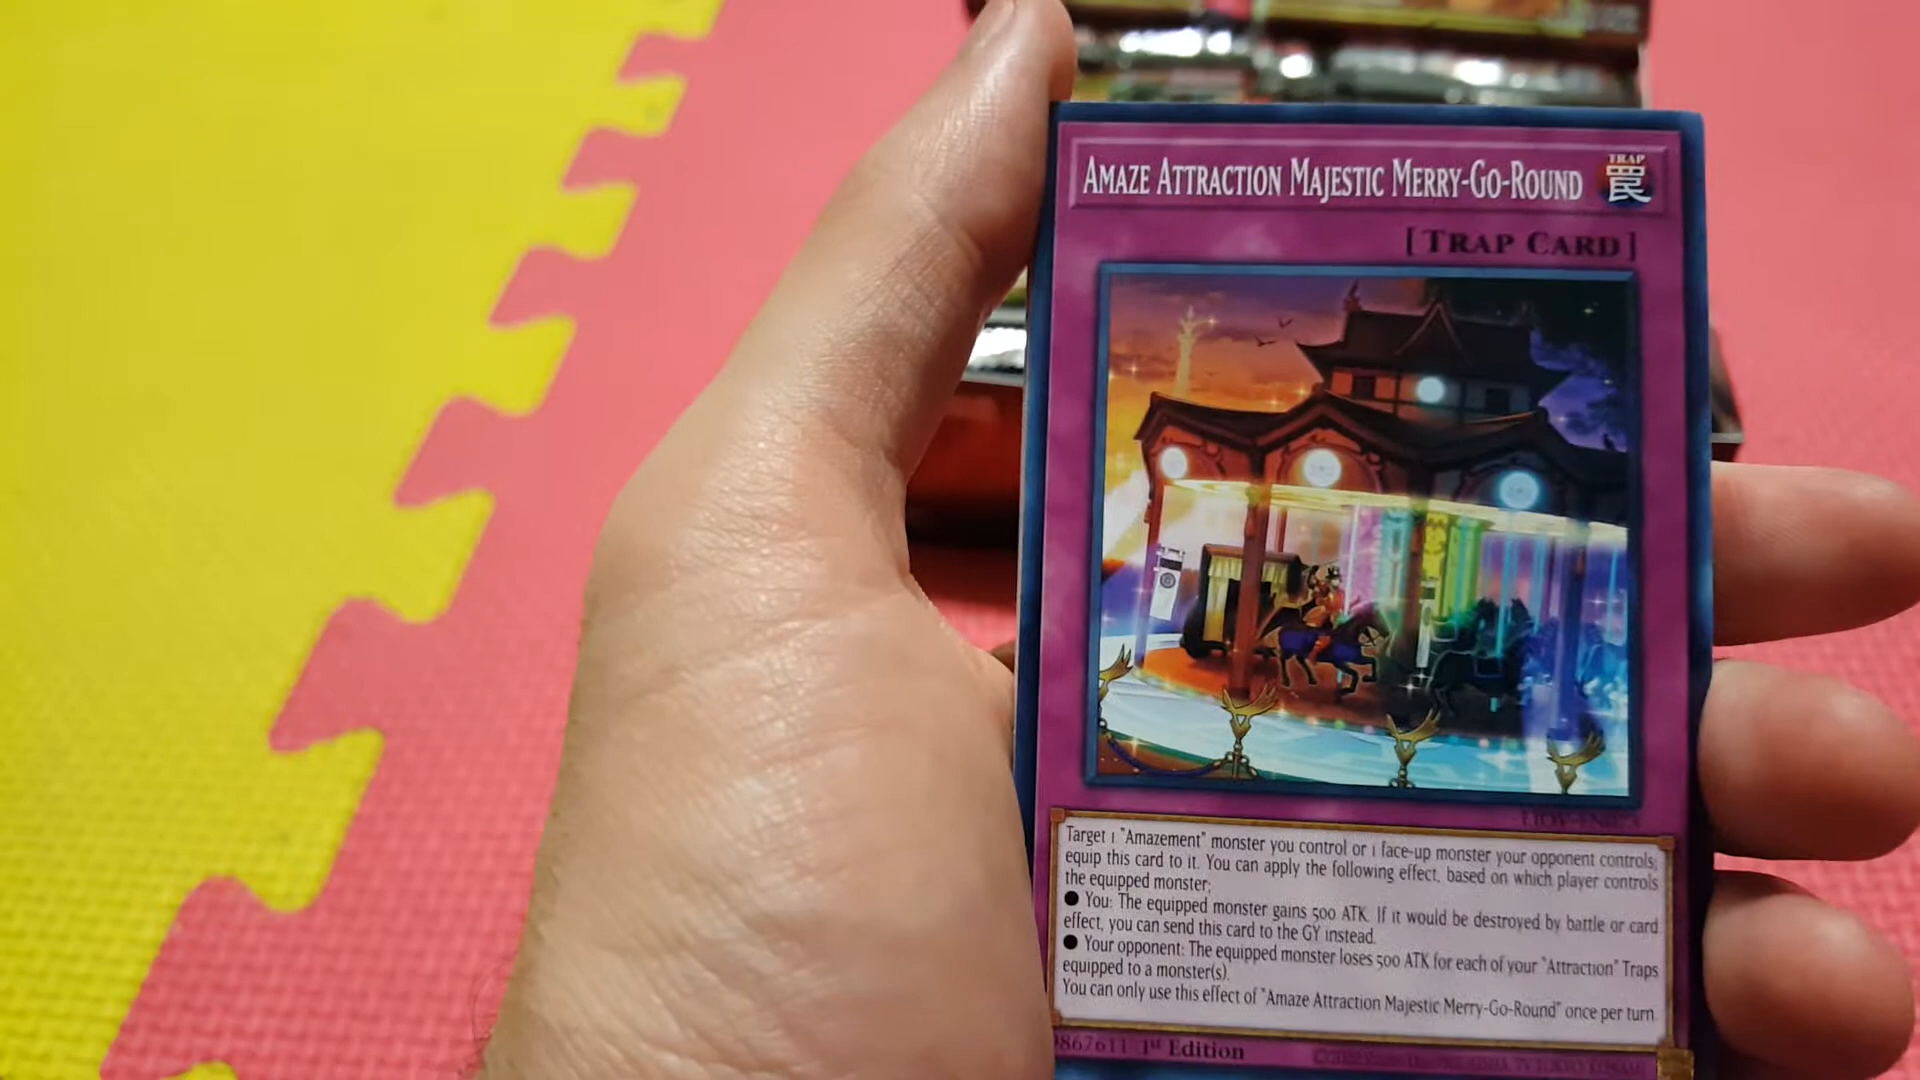 Amaze Attraction Majestic Merry-Go-Round
TRAP
罠
[Trap Card]
Target 1 "Amazement" monster you control or 1 face-up monster your opponent controls;
equip this card to it. You can apply the following effect, based on which player controls
the equipped monster;
● You: The equipped monster gains 500 ATK. If it would be destroyed by battle or card
effect, you can send this card to the GY instead.
● Your opponent: The equipped monster loses 500 ATK for each of your "Attraction" Traps
equipped to a monster(s).
You can only use this effect of "Amaze Attraction Majestic Merry-Go-Round" once per turn.
867611 1st Edition